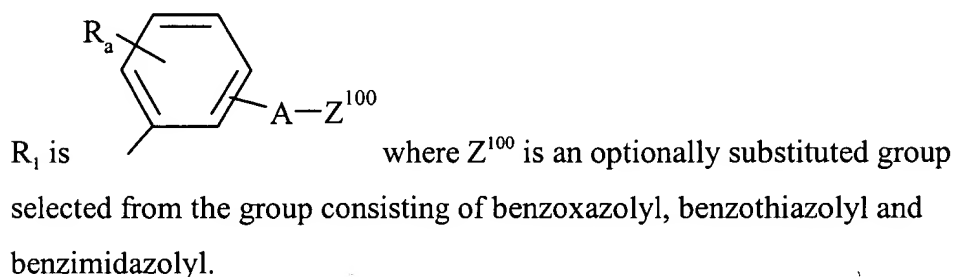 Rₐ
A—Z¹⁰⁰
R₁ is where Z¹⁰⁰ is an optionally substituted group
selected from the group consisting of benzoxazolyl, benzothiazolyl and
benzimidazolyl.